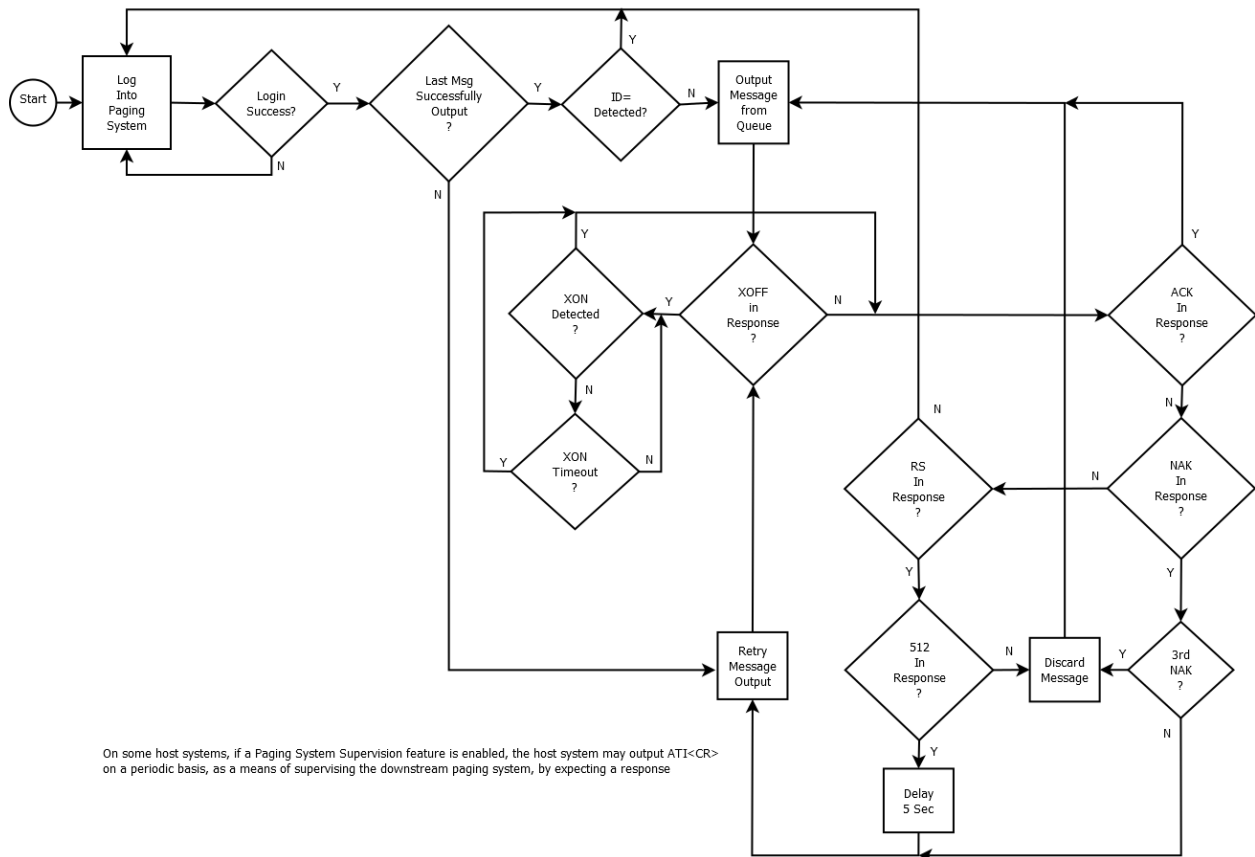 Start
Log
Into
Paging
System
Login
Success?
Y
N
Last Msg
Successfully
Output
?
Y
N
ID=
Detected?
Y
N
Output
Message
from
Queue
XOFF
in
Response
?
Y
N
XON
Detected
?
Y
N
XON
Timeout
?
Y
N
ACK
In
Response
?
Y
N
NAK
In
Response
?
N
Y
RS
In
Response
?
N
Y
512
In
Response
?
N
Y
Discard
Message
3rd
NAK
?
Y
N
Retry
Message
Output
Delay
5 Sec
On some host systems, if a Paging System Supervision feature is enabled, the host system may output ATI<CR>
on a periodic basis, as a means of supervising the downstream paging system, by expecting a response